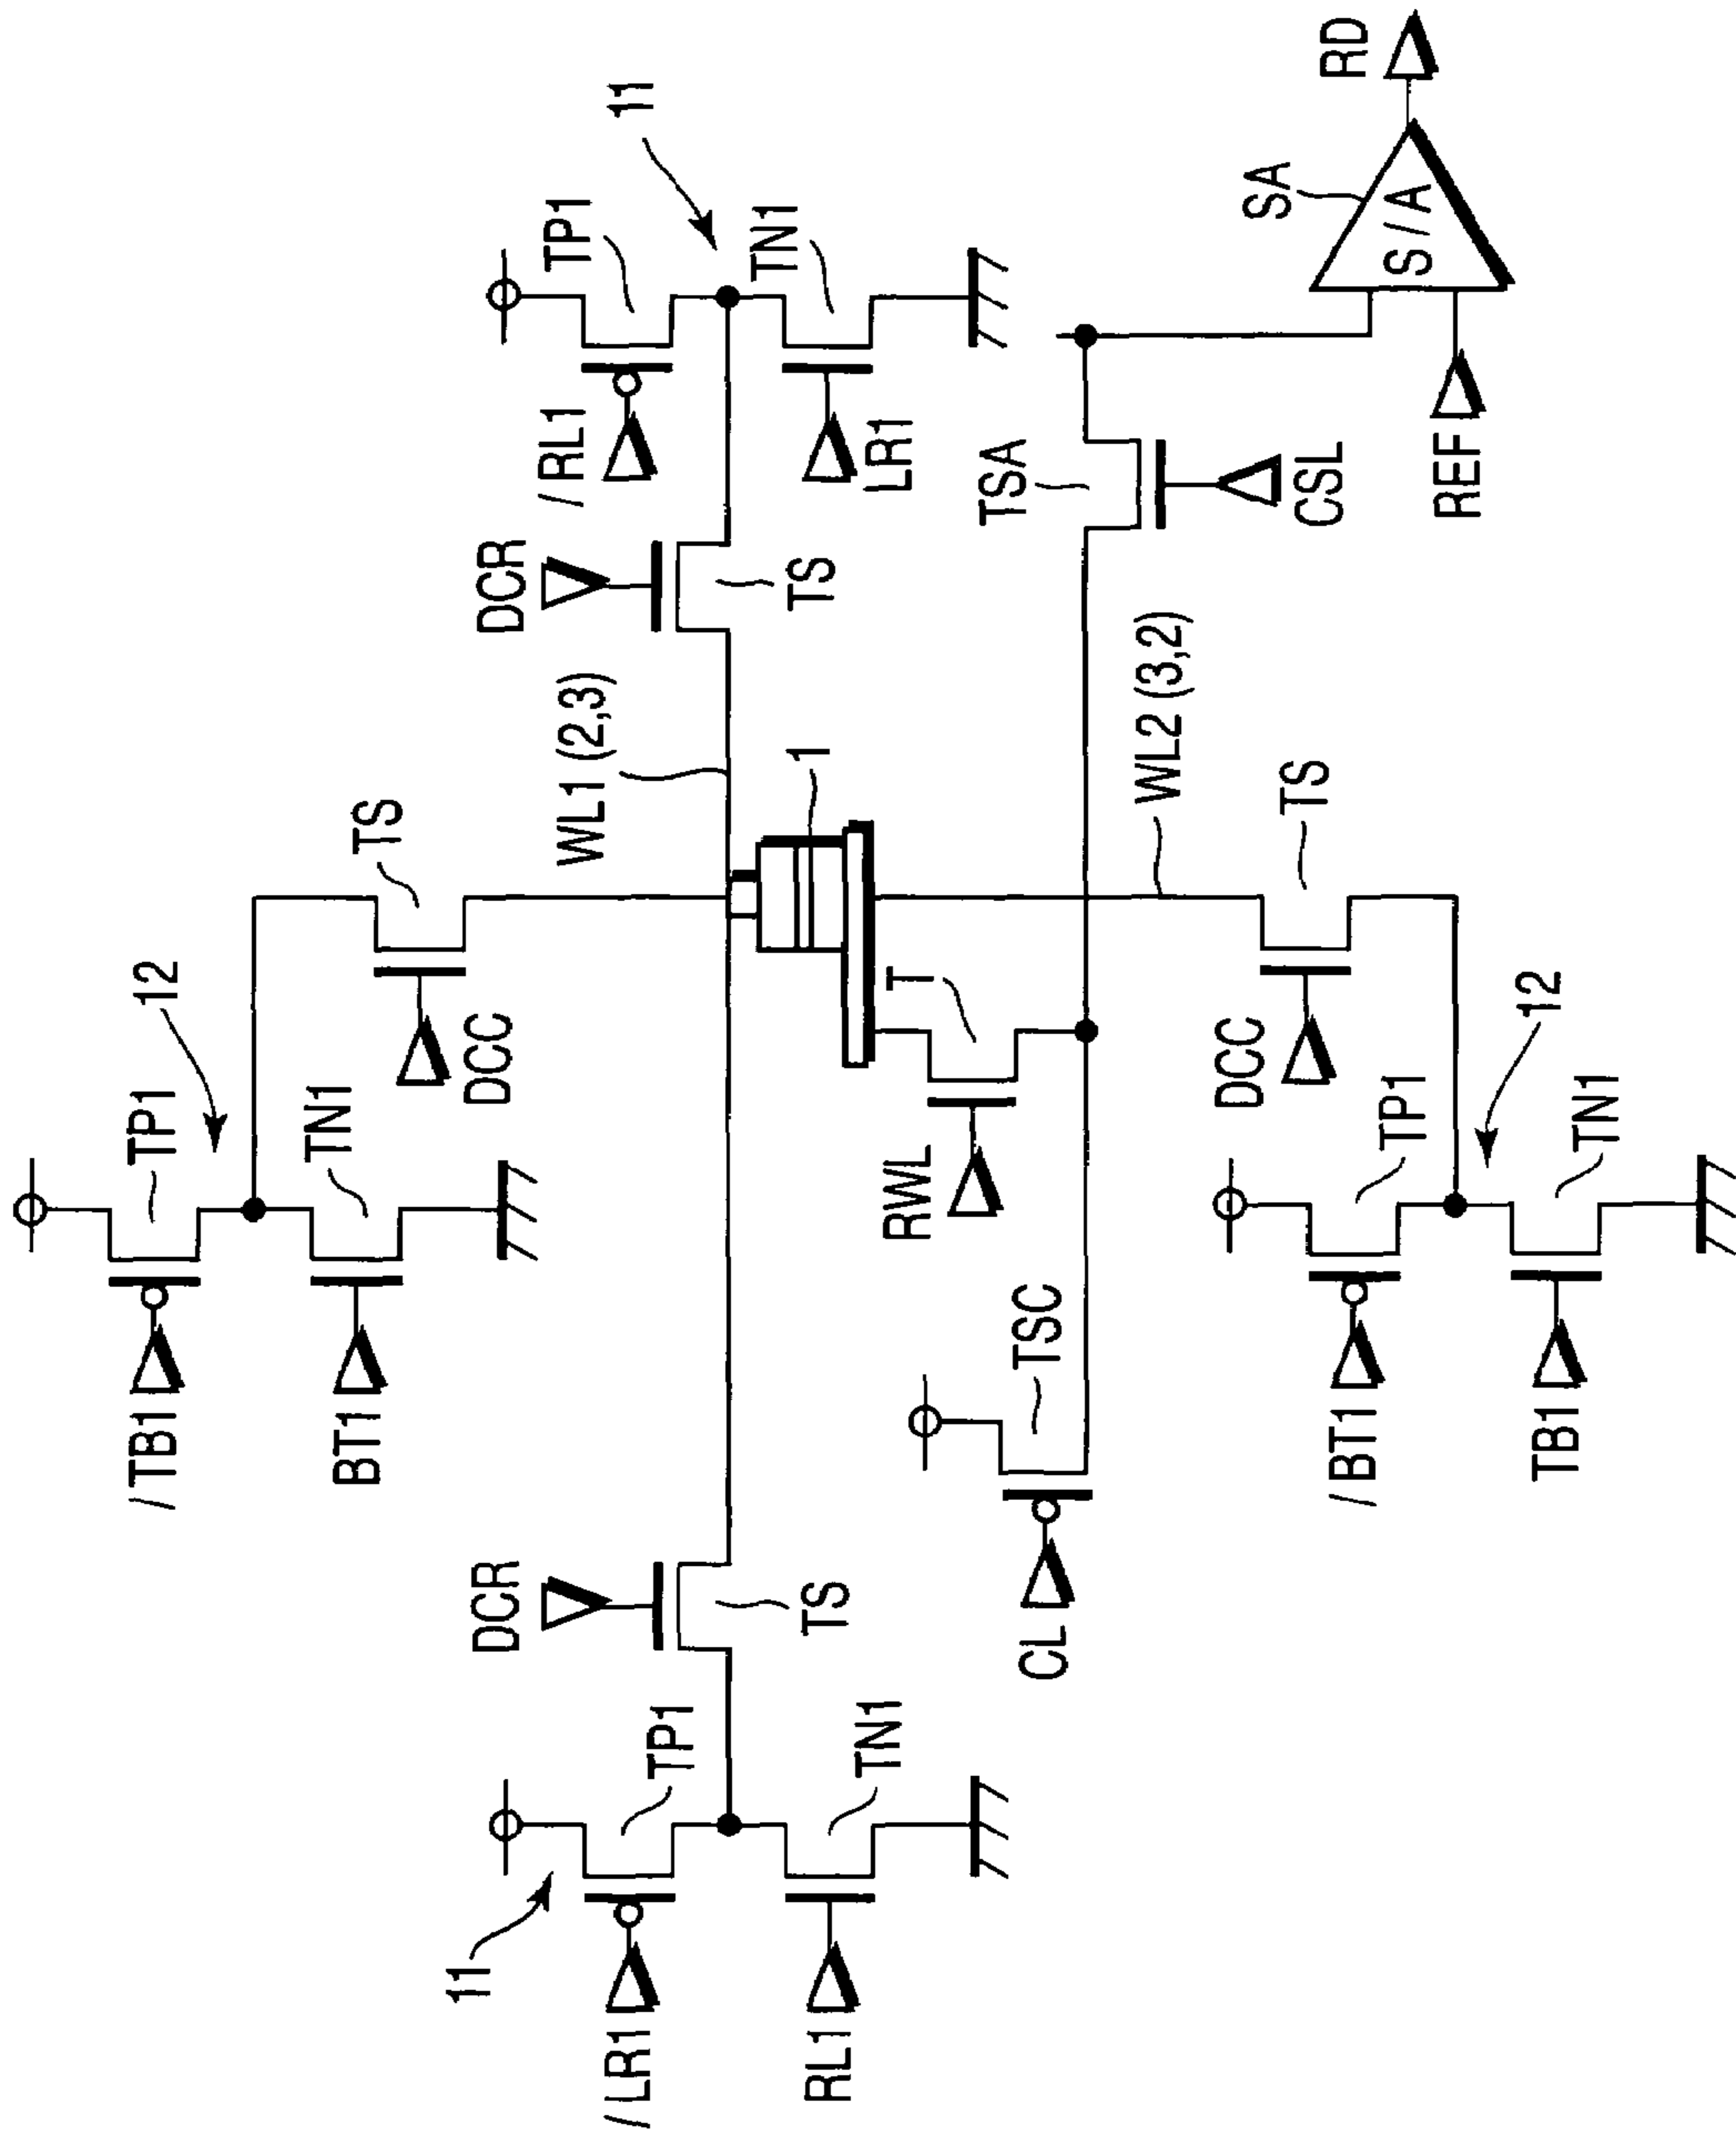 /TB1
BT1
TP1
TN1
12
DCC
TS
DCR
TS
/RL1
LR1
TP1
TN1
11
WL1 (2,3)
1
/LR1
RL1
11
TP1
TN1
DCR
TS
CL
TSC
RWL
T
TSA
CSL
WL2 (3,2)
SA
S/A
RD
REF
DCC
TS
/BT1
TB1
TP1
TN1
12